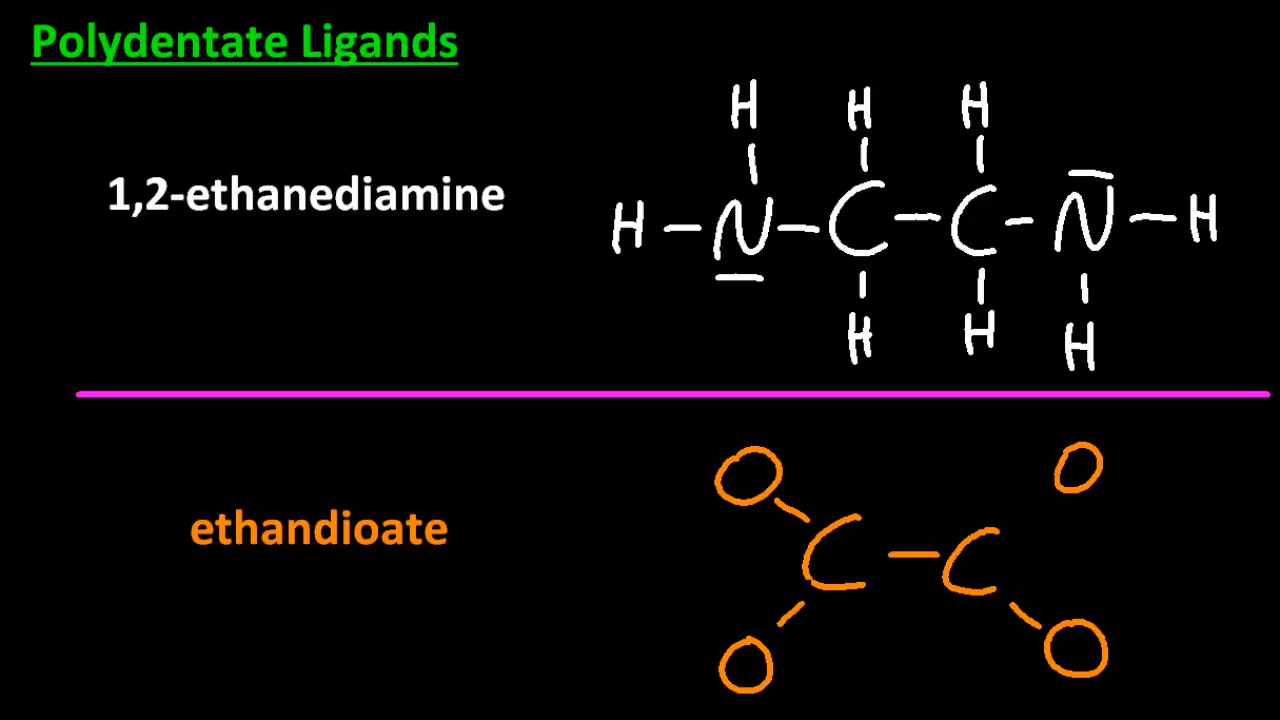 Polydentate Ligands
H H H
1,2-ethanediamine
H N C C N H
H H H
O O
ethandioate
C C
O O